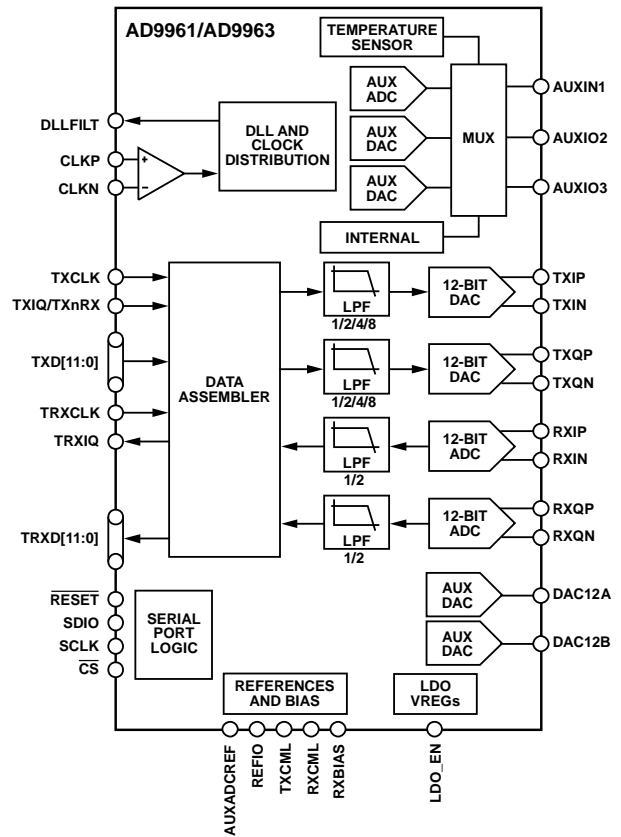 AD9961/AD9963
TEMPERATURE
SENSOR
AUX
ADC
AUX
DAC
AUX
DAC
MUX
INTERNAL
AUXIN1
AUXIO2
AUXIO3
DLLFILT
CLKP
CLKN
+
−
DLL AND
CLOCK
DISTRIBUTION
TXCLK
TXIQ/TXnRX
TXD[11:0]
TRXCLK
TRXIQ
TRXD[11:0]
DATA
ASSEMBLER
LPF
1/2/4/8
12-BIT
DAC
TXIP
TXIN
LPF
1/2/4/8
12-BIT
DAC
TXQP
TXQN
LPF
1/2
12-BIT
ADC
RXIP
RXIN
LPF
1/2
12-BIT
ADC
RXQP
RXQN
RESET
SDIO
SCLK
CS
SERIAL
PORT
LOGIC
AUX
DAC
DAC12A
AUX
DAC
DAC12B
REFERENCES
AND BIAS
LDO
VREGs
AUXADCREF
REFIO
TXCML
RXCML
RXBIAS
LDO_EN